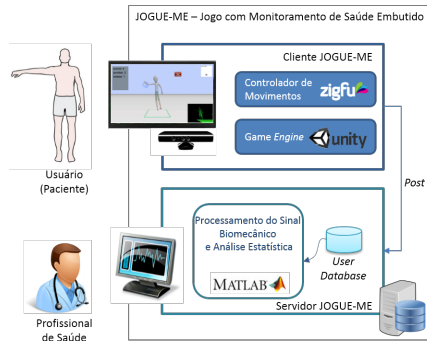 JOGUE-ME – Jogo com Monitoramento de Saúde Embutido
Cliente JOGUE-ME
Controlador de
Movimentos
zigfu
Game Engine
unity
Usuário
(Paciente)
Post
Processamento do Sinal
Biomecânico
e Análise Estatística
MATLAB
User
Database
Servidor JOGUE-ME
Profissional
de Saúde